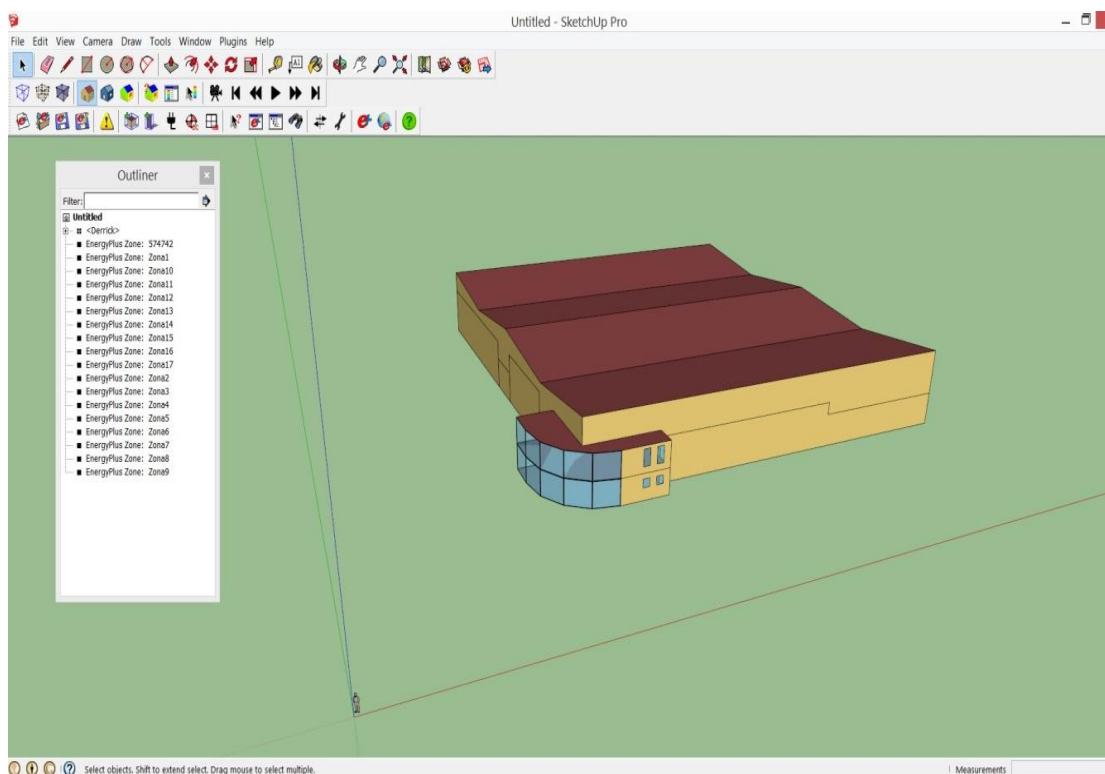 Untitled - SketchUp Pro
File Edit View Camera Draw Tools Window Plugins Help
Outliner
Filter:
Untitled
<Derrick>
EnergyPlus Zone: 574742
EnergyPlus Zone: Zona1
EnergyPlus Zone: Zona10
EnergyPlus Zone: Zona11
EnergyPlus Zone: Zona12
EnergyPlus Zone: Zona13
EnergyPlus Zone: Zona14
EnergyPlus Zone: Zona15
EnergyPlus Zone: Zona16
EnergyPlus Zone: Zona17
EnergyPlus Zone: Zona2
EnergyPlus Zone: Zona3
EnergyPlus Zone: Zona4
EnergyPlus Zone: Zona5
EnergyPlus Zone: Zona6
EnergyPlus Zone: Zona7
EnergyPlus Zone: Zona8
EnergyPlus Zone: Zona9
Select objects. Shift to extend select. Drag mouse to select multiple.
Measurements